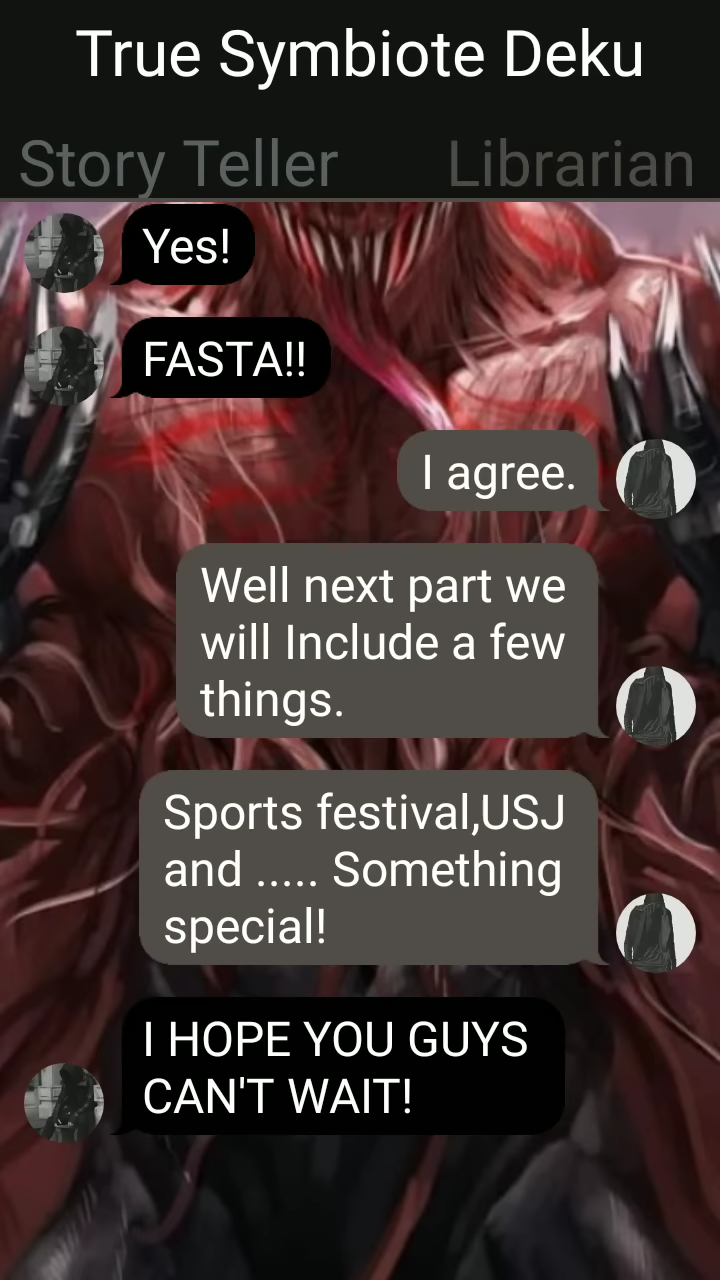 True Symbiote Deku
Story Teller
Librarian
Yes!
FASTA!!
I agree.
Well next part we
will Include a few
things.
Sports festival,USJ
and ..... Something
special!
I HOPE YOU GUYS
CAN'T WAIT!